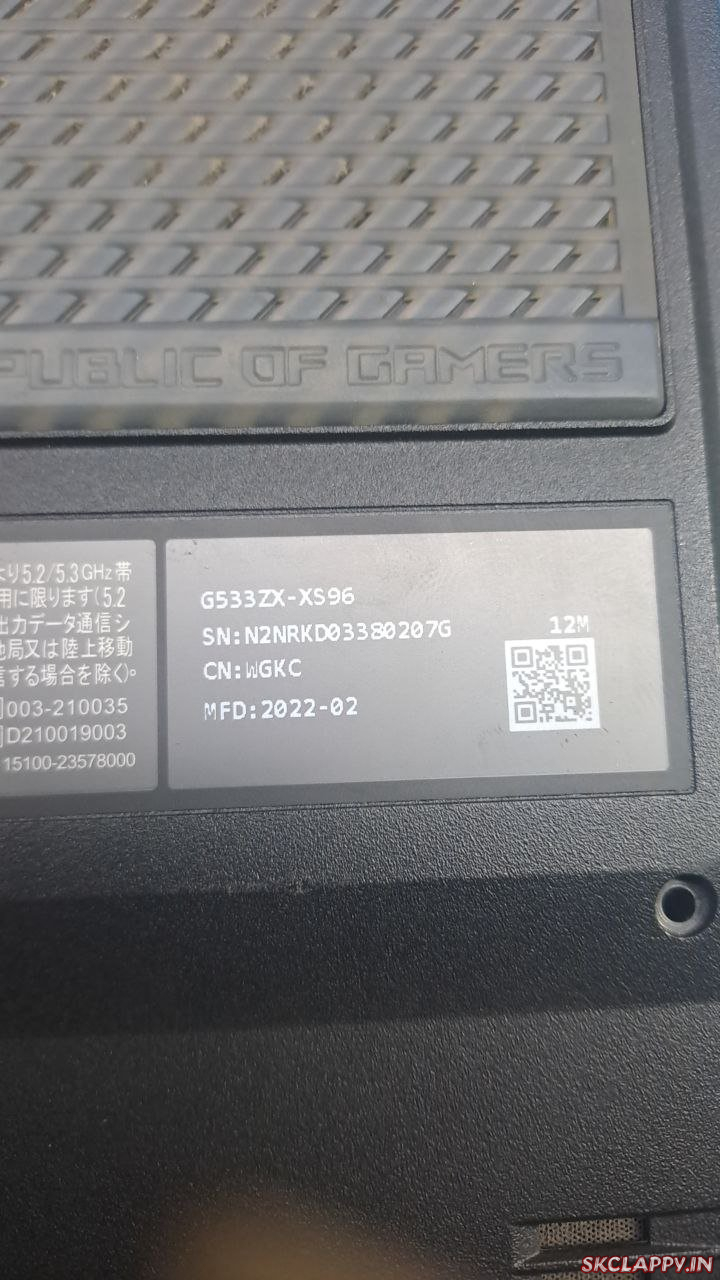 PUBLIC OF GAMERS
より5.2/5.3GHz帯
用に限ります(5.2
出力データ通信シ
地局又は陸上移動
信する場合を除く)。
003-210035
D210019003
15100-23578000
G533ZX-XS96
SN:N2NRKD03380207G
12M
CN:WGKC
MFD:2022-02
SKCLAPPY.IN